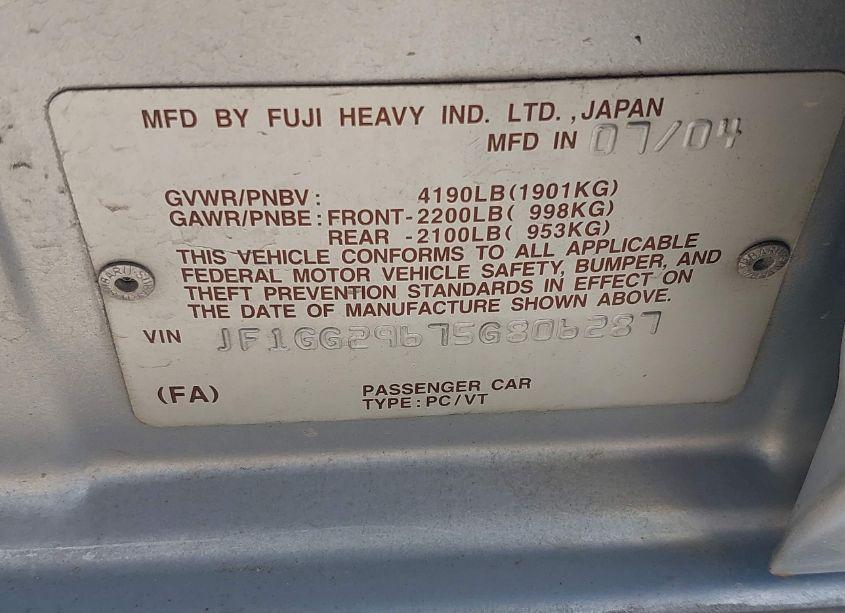 MFD BY FUJI HEAVY IND. LTD., JAPAN
MFD IN 07/04
GVWR/PNBV: 4190LB(1901KG)
GAWR/PNBE: FRONT-2200LB( 998KG)
REAR -2100LB( 953KG)
THIS VEHICLE CONFORMS TO ALL APPLICABLE
FEDERAL MOTOR VEHICLE SAFETY, BUMPER, AND
THEFT PREVENTION STANDARDS IN EFFECT ON
THE DATE OF MANUFACTURE SHOWN ABOVE.
VIN JF1GG29675G806287
(FA) PASSENGER CAR
TYPE: PC/VT